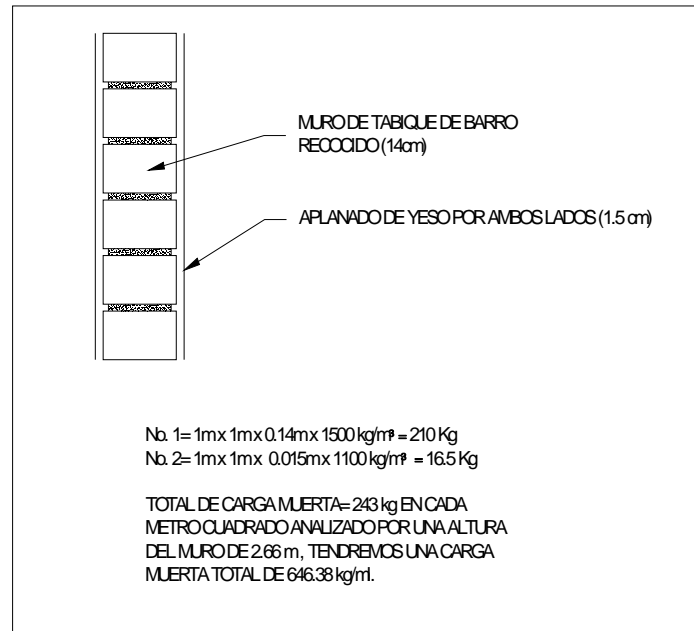 MURO DE TABIQUE DE BARRO
RECOCIDO (14cm)
APLANADO DE YESO POR AMBOS LADOS (1.5 cm)
No. 1= 1m x 1m x 0.14m x 1500 kg/m³ = 210 Kg
No. 2= 1m x 1m x 0.015m x 1100 kg/m³ = 16.5 Kg
TOTAL DE CARGA MUERTA= 243 kg EN CADA
METRO CUADRADO ANALIZADO POR UNA ALTURA
DEL MURO DE 2.66 m, TENDREMOS UNA CARGA
MUERTA TOTAL DE 646.38 kg/ml.